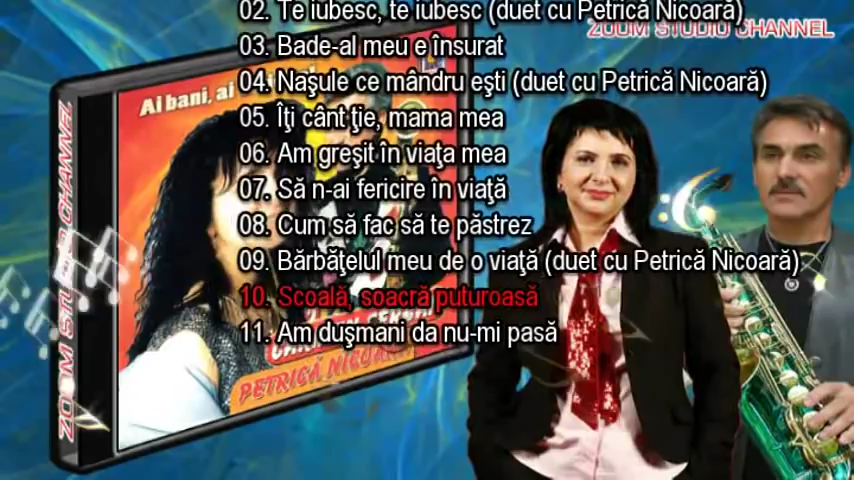 02. Te iubesc, te iubesc (duet cu Petrică Nicoară)
ZOOM STUDIO CHANNEL
03. Bade-al meu e însurat
04. Naşule ce mândru eşti (duet cu Petrică Nicoară)
05. Îţi cânt ţie, mama mea
06. Am greşit în viaţa mea
07. Să n-ai fericire în viaţă
08. Cum să fac să te păstrez
09. Bărbăţelul meu de o viaţă (duet cu Petrică Nicoară)
10. Scoală, soacră puturoasă
11. Am duşmani da nu-mi pasă
Ai bani, ai
PETRICĂ NICOARĂ
ZOOM STUDIO CHANNEL